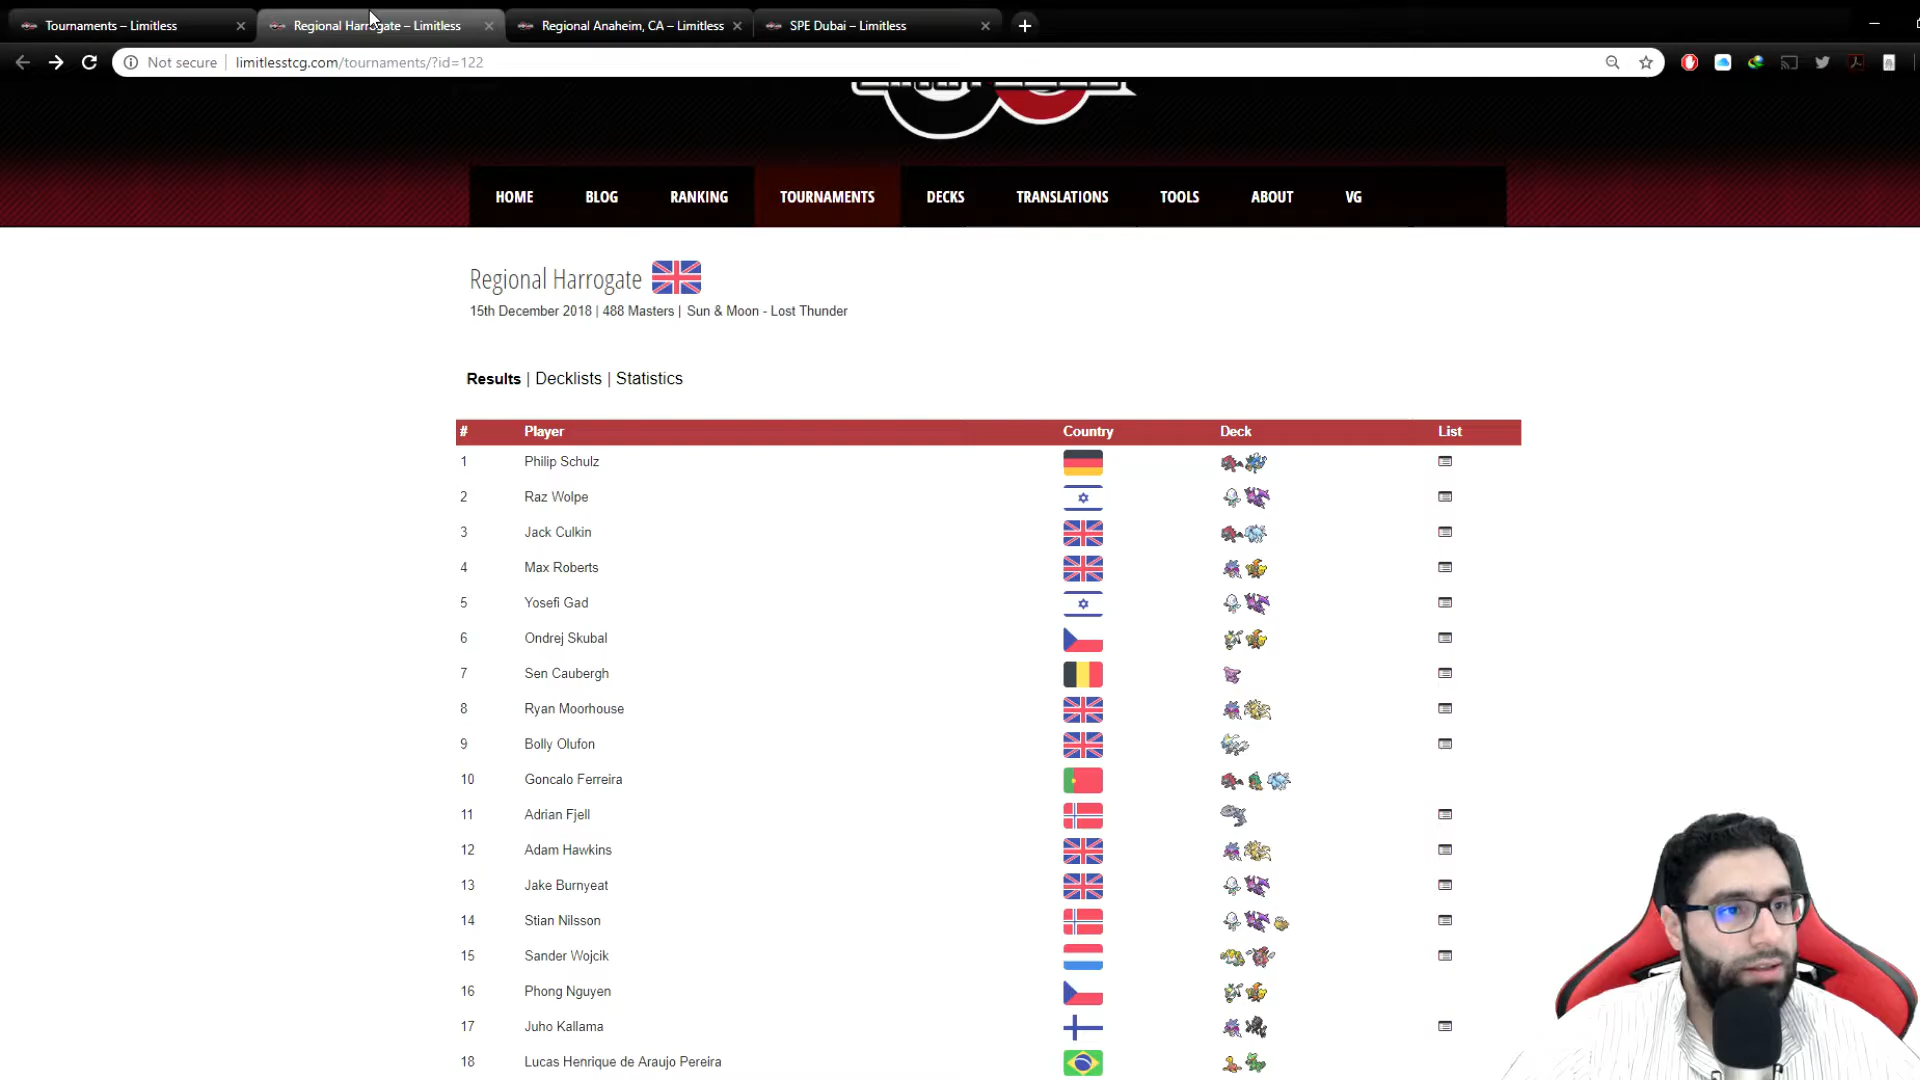 Tournaments – Limitless
Regional Harrogate – Limitless
Regional Anaheim, CA – Limitless
SPE Dubai – Limitless
Not secure
limitlesstcg.com/tournaments/?id=122
HOME BLOG RANKING TOURNAMENTS DECKS TRANSLATIONS TOOLS ABOUT VG
Regional Harrogate
15th December 2018 | 488 Masters | Sun & Moon - Lost Thunder
Results | Decklists | Statistics
# Player Country Deck List
1 Philip Schulz
2 Raz Wolpe
3 Jack Culkin
4 Max Roberts
5 Yosefi Gad
6 Ondrej Skubal
7 Sen Caubergh
8 Ryan Moorhouse
9 Bolly Olufon
10 Goncalo Ferreira
11 Adrian Fjell
12 Adam Hawkins
13 Jake Burnyeat
14 Stian Nilsson
15 Sander Wojcik
16 Phong Nguyen
17 Juho Kallama
18 Lucas Henrique de Araujo Pereira